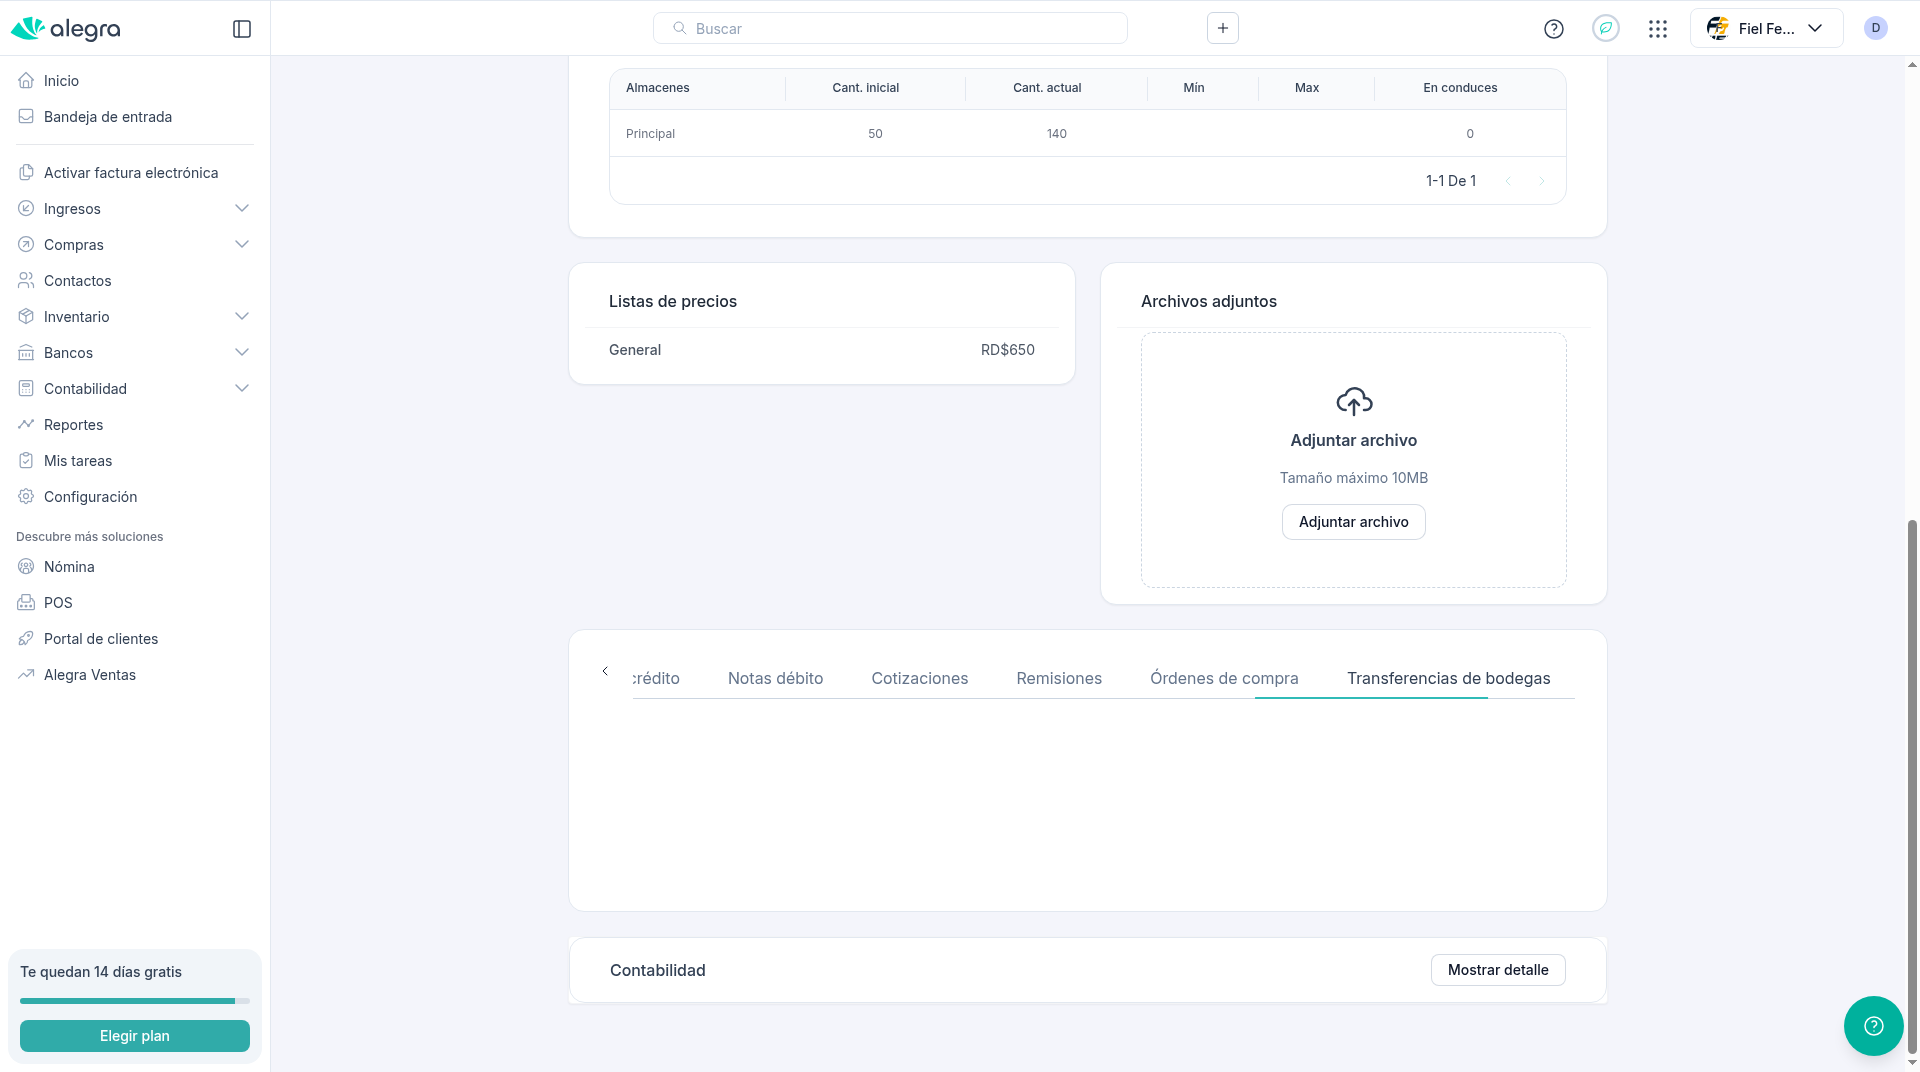 alegra
Buscar
+
Fiel Fe...
D
Inicio
Bandeja de entrada
Activar factura electrónica
Ingresos
Compras
Contactos
Inventario
Bancos
Contabilidad
Reportes
Mis tareas
Configuración
Descubre más soluciones
Nómina
POS
Portal de clientes
Alegra Ventas
Te quedan 14 días gratis
Elegir plan
Almacenes Cant. inicial Cant. actual Mín Max En conduces
Principal 50 140 0
1-1 De 1
Listas de precios
General RD$650
Archivos adjuntos
Adjuntar archivo
Tamaño máximo 10MB
Adjuntar archivo
crédito Notas débito Cotizaciones Remisiones Órdenes de compra Transferencias de bodegas
Contabilidad Mostrar detalle